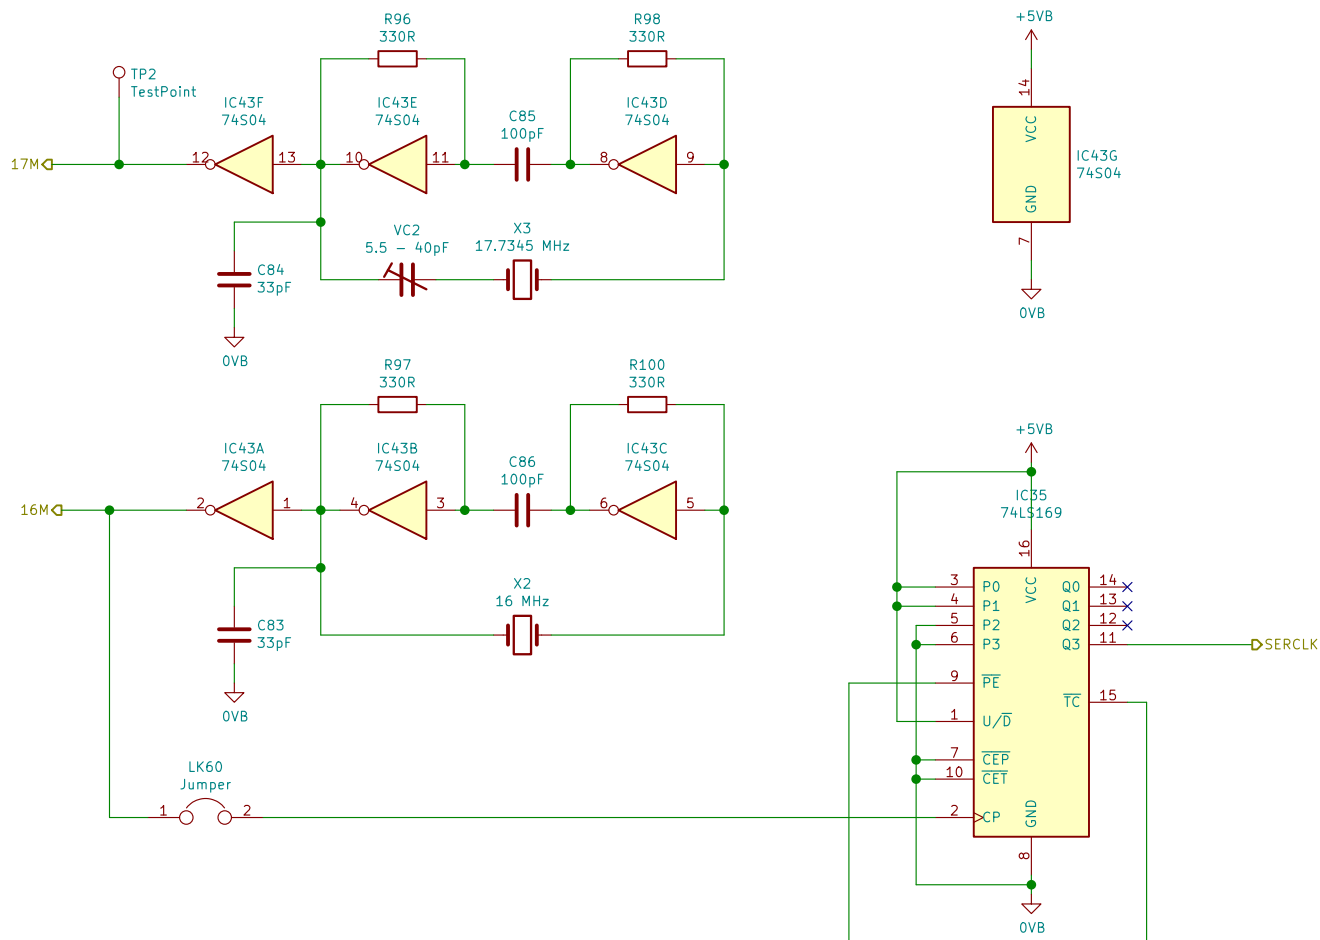 R96
330R
R98
330R
+5VB
TP2
TestPoint
IC43F
74S04
IC43E
74S04
C85
100pF
IC43D
74S04
14
VCC
IC43G
74S04
GND
7
0VB
17M
12
13
10
11
8
9
VC2
5.5 – 40pF
X3
17.7345 MHz
C84
33pF
0VB
R97
330R
R100
330R
IC43A
74S04
IC43B
74S04
C86
100pF
IC43C
74S04
16M
2
1
4
3
6
5
X2
16 MHz
C83
33pF
0VB
+5VB
IC35
74LS169
16
VCC
3 P0
4 P1
5 P2
6 P3
9 PE
1 U/D
7 CEP
10 CET
2 CP
Q0 14
Q1 13
Q2 12
Q3 11
TC 15
SERCLK
GND
8
0VB
LK60
Jumper
1
2